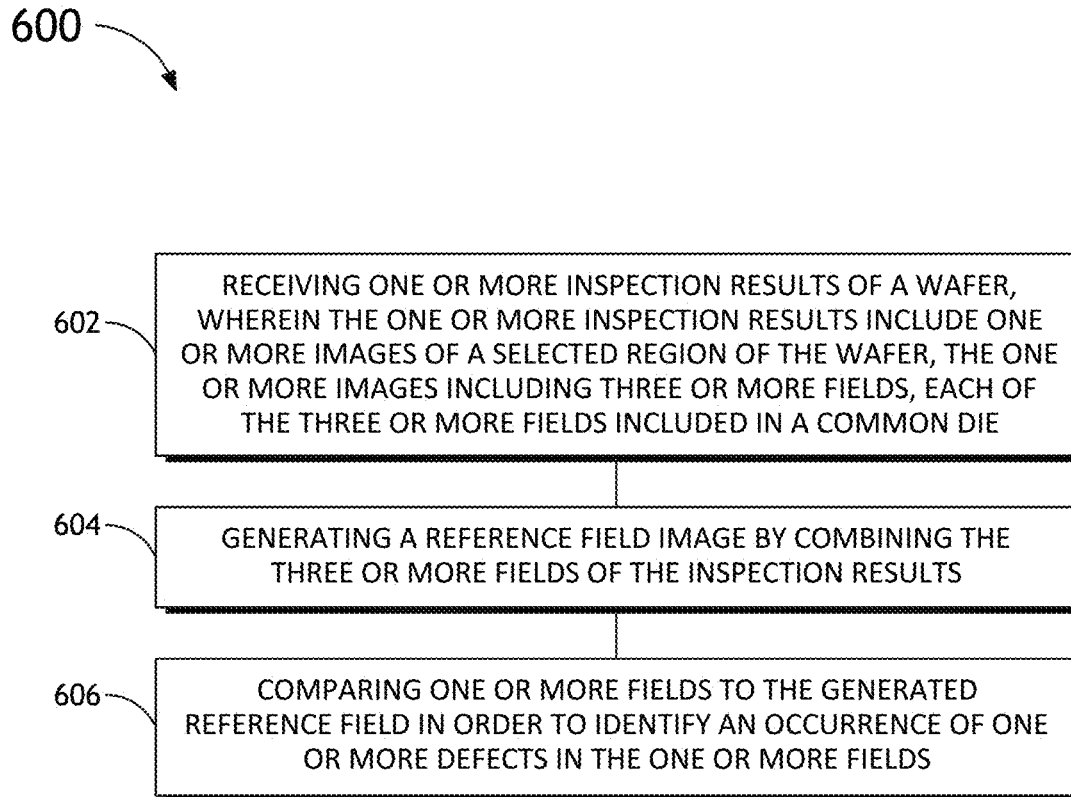 600
602
RECEIVING ONE OR MORE INSPECTION RESULTS OF A WAFER,
WHEREIN THE ONE OR MORE INSPECTION RESULTS INCLUDE ONE
OR MORE IMAGES OF A SELECTED REGION OF THE WAFER, THE ONE
OR MORE IMAGES INCLUDING THREE OR MORE FIELDS, EACH OF
THE THREE OR MORE FIELDS INCLUDED IN A COMMON DIE
604
GENERATING A REFERENCE FIELD IMAGE BY COMBINING THE
THREE OR MORE FIELDS OF THE INSPECTION RESULTS
606
COMPARING ONE OR MORE FIELDS TO THE GENERATED
REFERENCE FIELD IN ORDER TO IDENTIFY AN OCCURRENCE OF ONE
OR MORE DEFECTS IN THE ONE OR MORE FIELDS